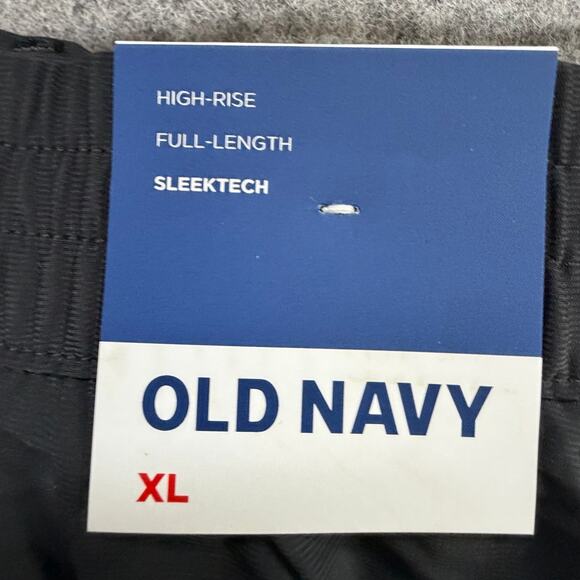 HIGH-RISE
FULL-LENGTH
SLEEKTECH
OLD NAVY
XL